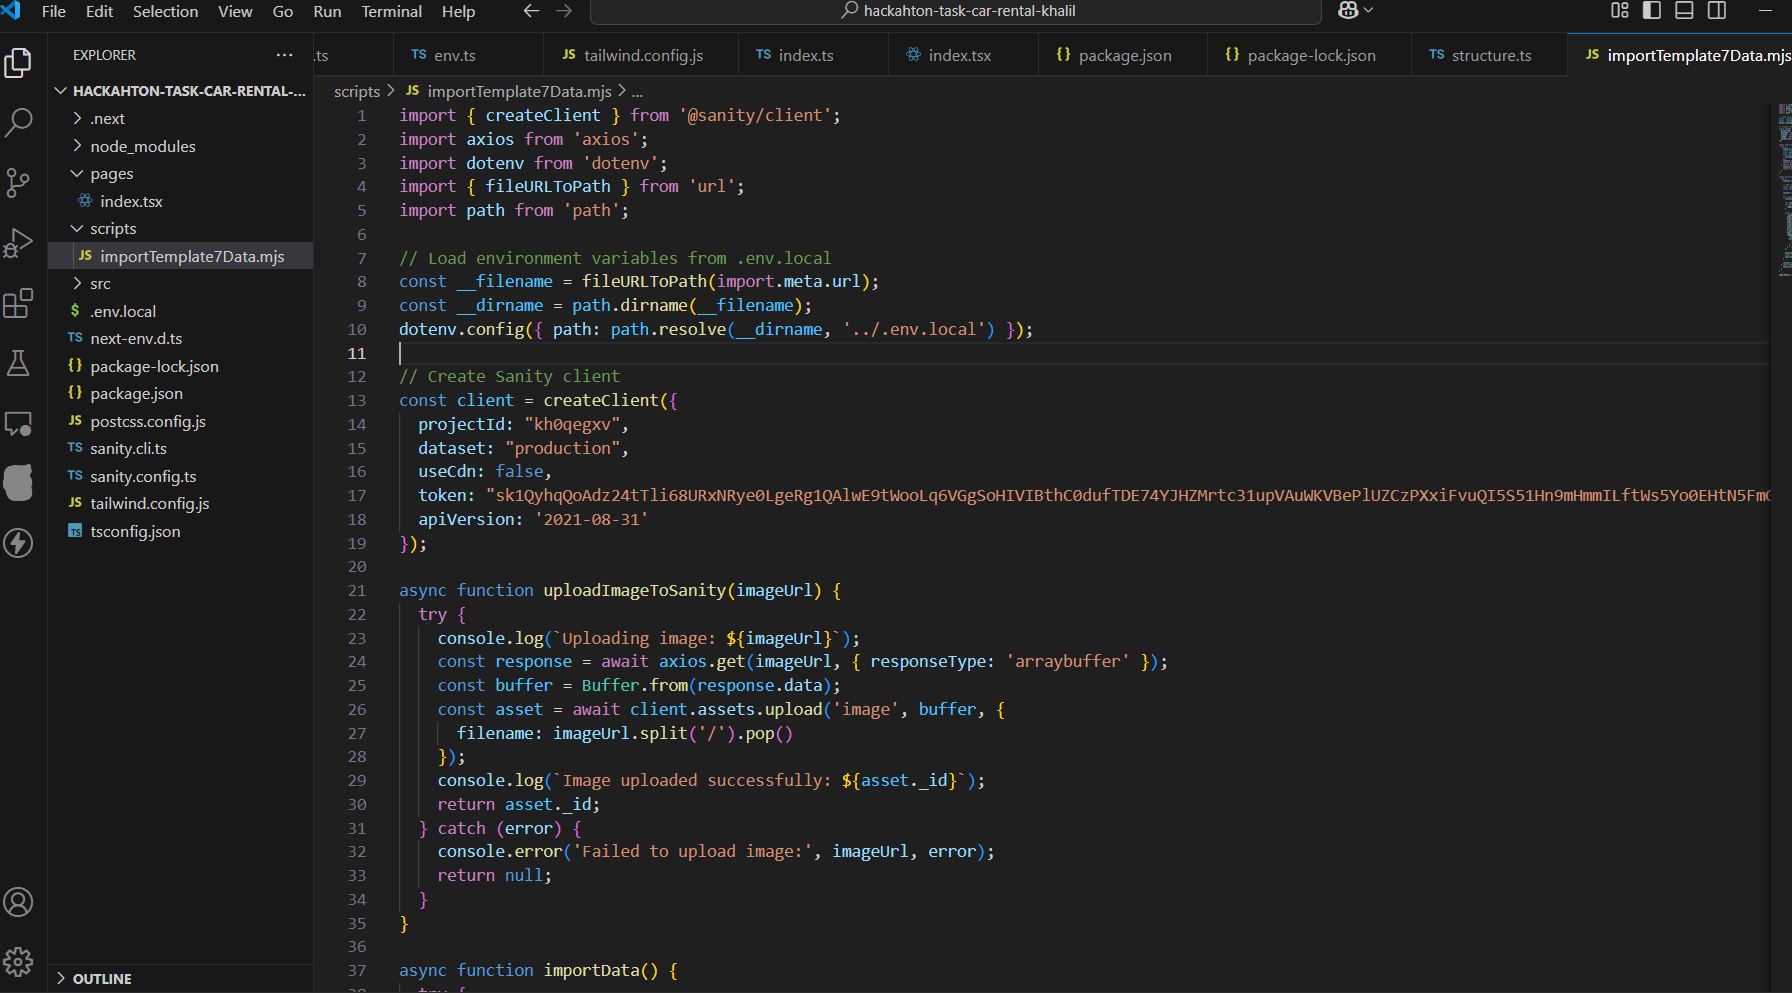 File Edit Selection View Go Run Terminal Help
hackahton-task-car-rental-khalil
EXPLORER
.ts
TS env.ts
JS tailwind.config.js
TS index.ts
index.tsx
{} package.json
{} package-lock.json
TS structure.ts
JS importTemplate7Data.mjs
HACKAHTON-TASK-CAR-RENTAL-...
.next
node_modules
pages
index.tsx
scripts
JS importTemplate7Data.mjs
src
$ .env.local
TS next-env.d.ts
{} package-lock.json
{} package.json
JS postcss.config.js
TS sanity.cli.ts
TS sanity.config.ts
JS tailwind.config.js
TS tsconfig.json
OUTLINE
scripts > JS importTemplate7Data.mjs > ...
1 import { createClient } from '@sanity/client';
2 import axios from 'axios';
3 import dotenv from 'dotenv';
4 import { fileURLToPath } from 'url';
5 import path from 'path';
6
7 // Load environment variables from .env.local
8 const __filename = fileURLToPath(import.meta.url);
9 const __dirname = path.dirname(__filename);
10 dotenv.config({ path: path.resolve(__dirname, '../.env.local') });
11
12 // Create Sanity client
13 const client = createClient({
14 projectId: "kh0qegxv",
15 dataset: "production",
16 useCdn: false,
17 token: "
18 apiVersion: '2021-08-31'
19 });
20
21 async function uploadImageToSanity(imageUrl) {
22 try {
23 console.log(`Uploading image: ${imageUrl}`);
24 const response = await axios.get(imageUrl, { responseType: 'arraybuffer' });
25 const buffer = Buffer.from(response.data);
26 const asset = await client.assets.upload('image', buffer, {
27 filename: imageUrl.split('/').pop()
28 });
29 console.log(`Image uploaded successfully: ${asset._id}`);
30 return asset._id;
31 } catch (error) {
32 console.error('Failed to upload image:', imageUrl, error);
33 return null;
34 }
35 }
36
37 async function importData() {